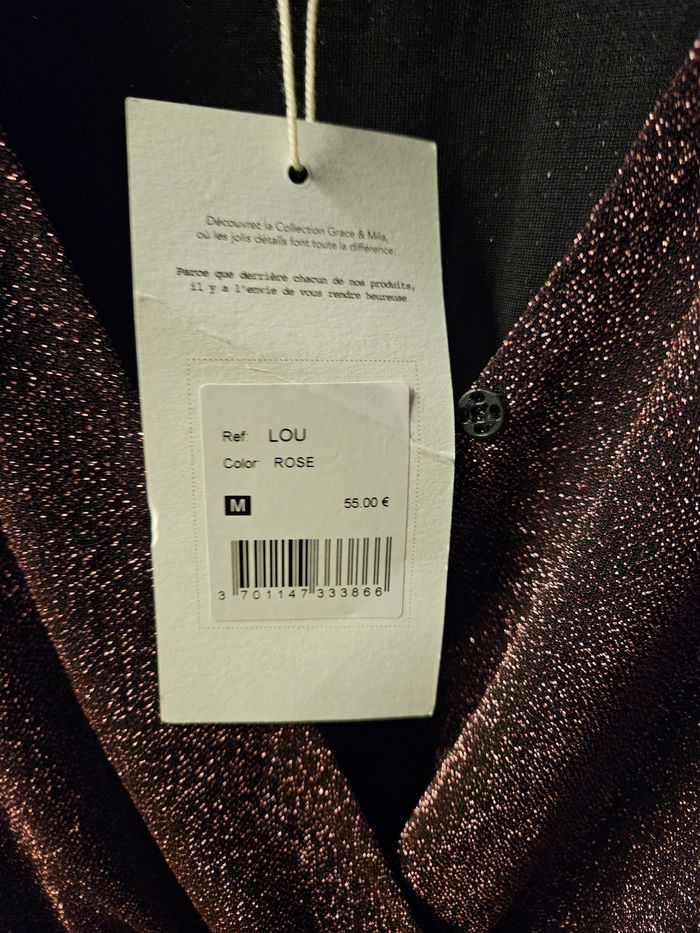 Découvrez la Collection Grace & Mila,
où les jolis détails font toute la différence.
Parce que derrière chacun de nos produits,
il y a l'envie de vous rendre heureuse
Ref: LOU
Color: ROSE
M 55.00 €
3 701147 333866